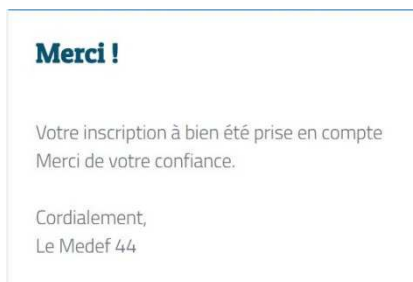 Merci !
Votre inscription à bien été prise en compte
Merci de votre confiance.
Cordialement,
Le Medef 44